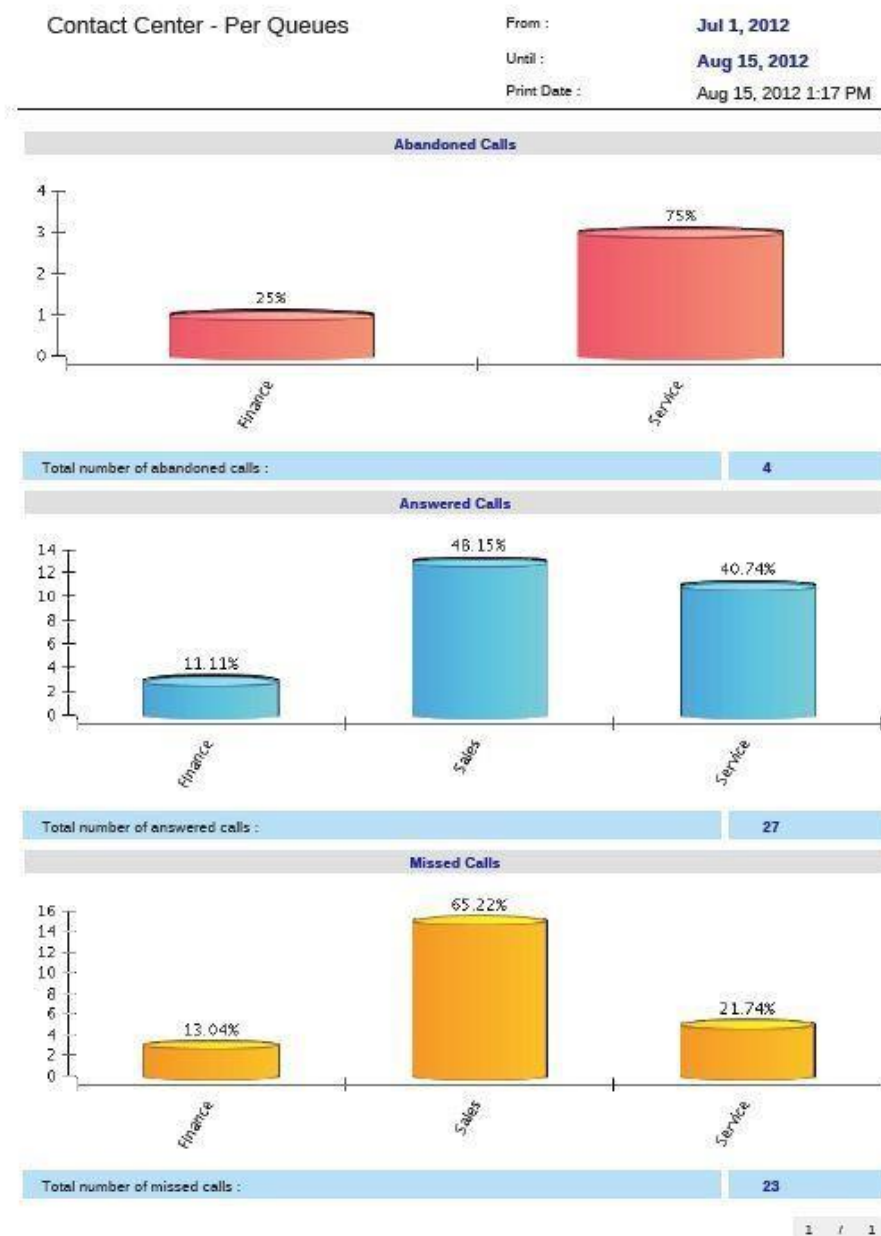 Contact Center - Per Queues
From :
Jul 1, 2012
Until :
Aug 15, 2012
Print Date :
Aug 15, 2012 1:17 PM
Abandoned Calls
4
3
2
1
0
25%
75%
Finance
Service
Total number of abandoned calls :
4
Answered Calls
14
12
10
8
6
4
2
0
11.11%
48.15%
40.74%
Finance
Sales
Service
Total number of answered calls :
27
Missed Calls
16
14
12
10
8
6
4
2
0
13.04%
65.22%
21.74%
Finance
Sales
Service
Total number of missed calls :
23
1 / 1